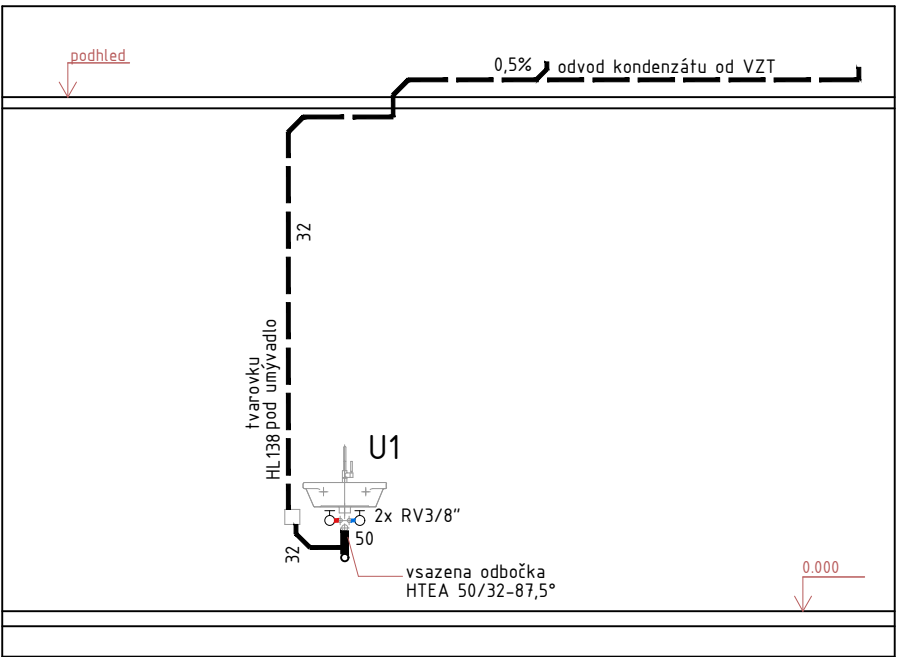 podhled
0,5%
odvod kondenzátu od VZT
32
tvarovku
HL138 pod umývadlo
U1
2x RV3/8"
50
32
vsazena odbočka
HTEA 50/32-87,5°
0.000